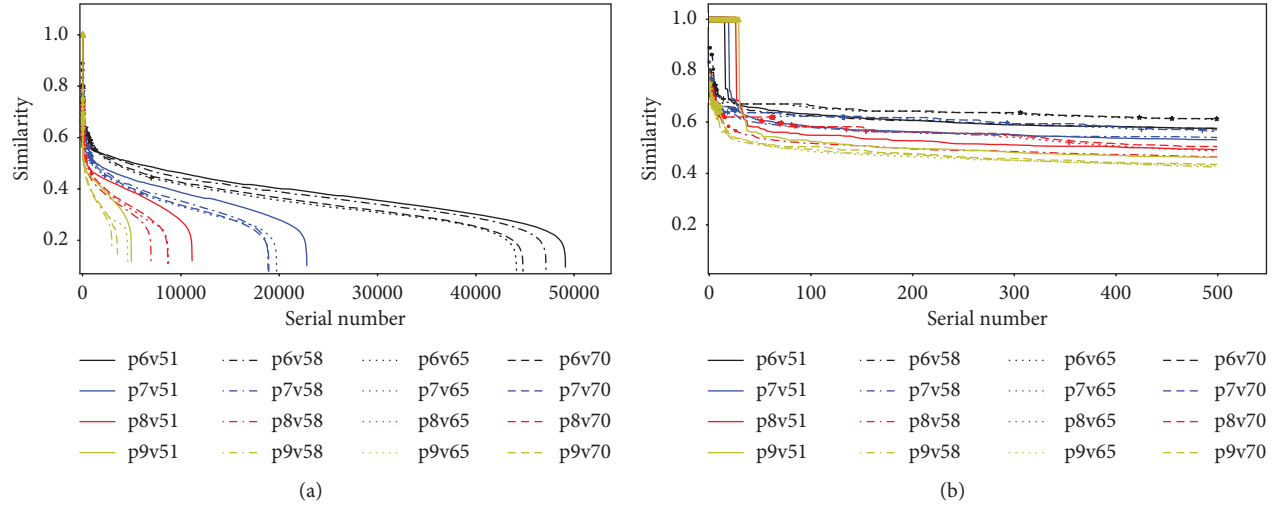 1.0
0.8
0.6
0.4
0.2
Similarity
0 10000 20000 30000 40000 50000
Serial number
p6v51 p6v58 p6v65 p6v70
p7v51 p7v58 p7v65 p7v70
p8v51 p8v58 p8v65 p8v70
p9v51 p9v58 p9v65 p9v70
(a)
1.0
0.8
0.6
0.4
0.2
Similarity
0 100 200 300 400 500
Serial number
p6v51 p6v58 p6v65 p6v70
p7v51 p7v58 p7v65 p7v70
p8v51 p8v58 p8v65 p8v70
p9v51 p9v58 p9v65 p9v70
(b)